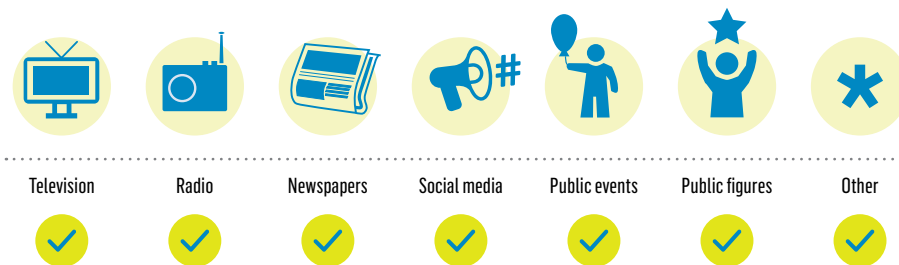 Television
Radio
Newspapers
Social media
Public events
Public figures
Other